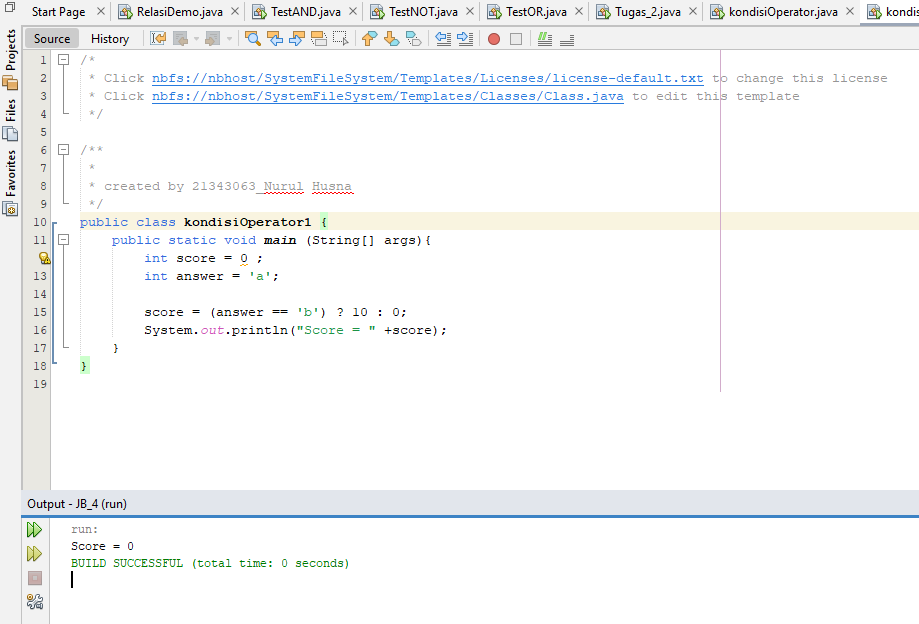 Start Page RelasiDemo.java TestAND.java TestNOT.java TestOR.java Tugas_2.java kondisiOperator.java kondis
Source History
Projects
Files
Favorites
1 /*
2 * Click nbfs://nbhost/SystemFileSystem/Templates/Licenses/license-default.txt to change this license
3 * Click nbfs://nbhost/SystemFileSystem/Templates/Classes/Class.java to edit this template
4 */
5
6 /**
7 *
8 * created by 21343063_Nurul Husna
9 */
10 public class kondisiOperator1 {
11 public static void main (String[] args){
int score = 0 ;
13 int answer = 'a';
14
15 score = (answer == 'b') ? 10 : 0;
16 System.out.println("Score = " +score);
17 }
18 }
19
Output - JB_4 (run)
run:
Score = 0
BUILD SUCCESSFUL (total time: 0 seconds)